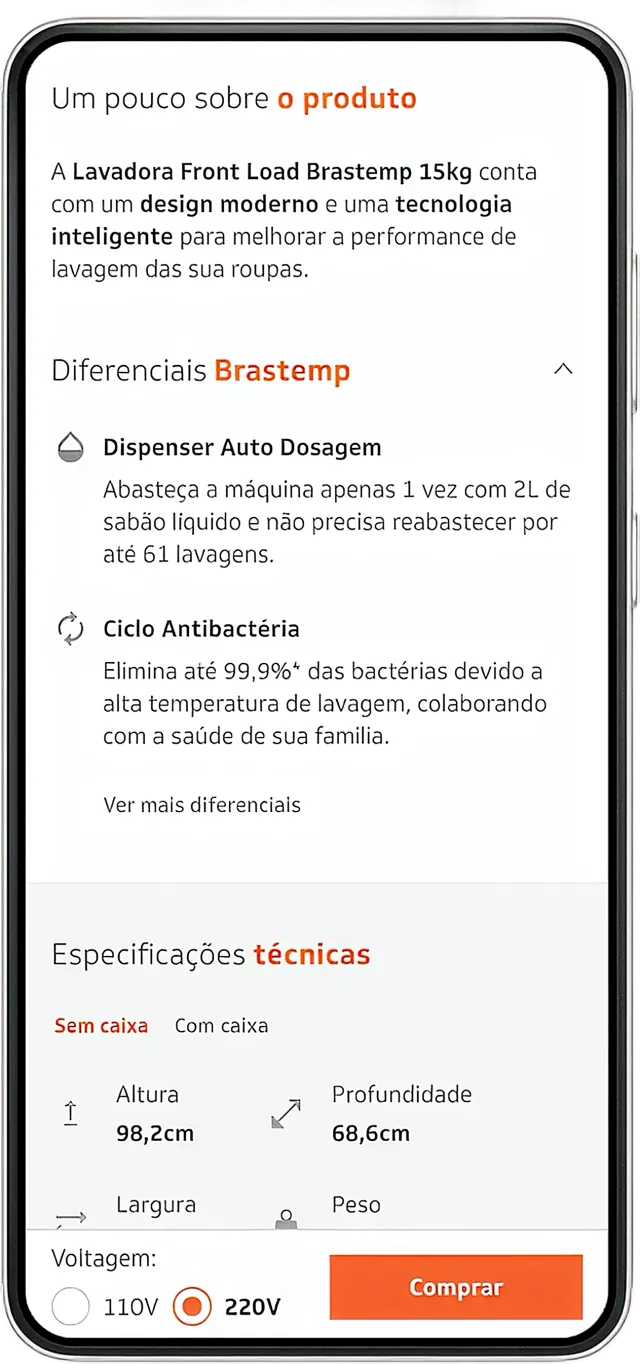 Um pouco sobre o produto
A Lavadora Front Load Brastemp 15kg conta
com um design moderno e uma tecnologia
inteligente para melhorar a performance de
lavagem das sua roupas.
Diferenciais Brastemp
Dispenser Auto Dosagem
Abasteça a máquina apenas 1 vez com 2L de
sabão líquido e não precisa reabastecer por
até 61 lavagens.
Ciclo Antibactéria
Elimina até 99,9%⁴ das bactérias devido a
alta temperatura de lavagem, colaborando
com a saúde de sua familia.
Ver mais diferenciais
Especificações técnicas
Sem caixa Com caixa
Altura Profundidade
98,2cm 68,6cm
Largura Peso
Voltagem:
110V 220V Comprar